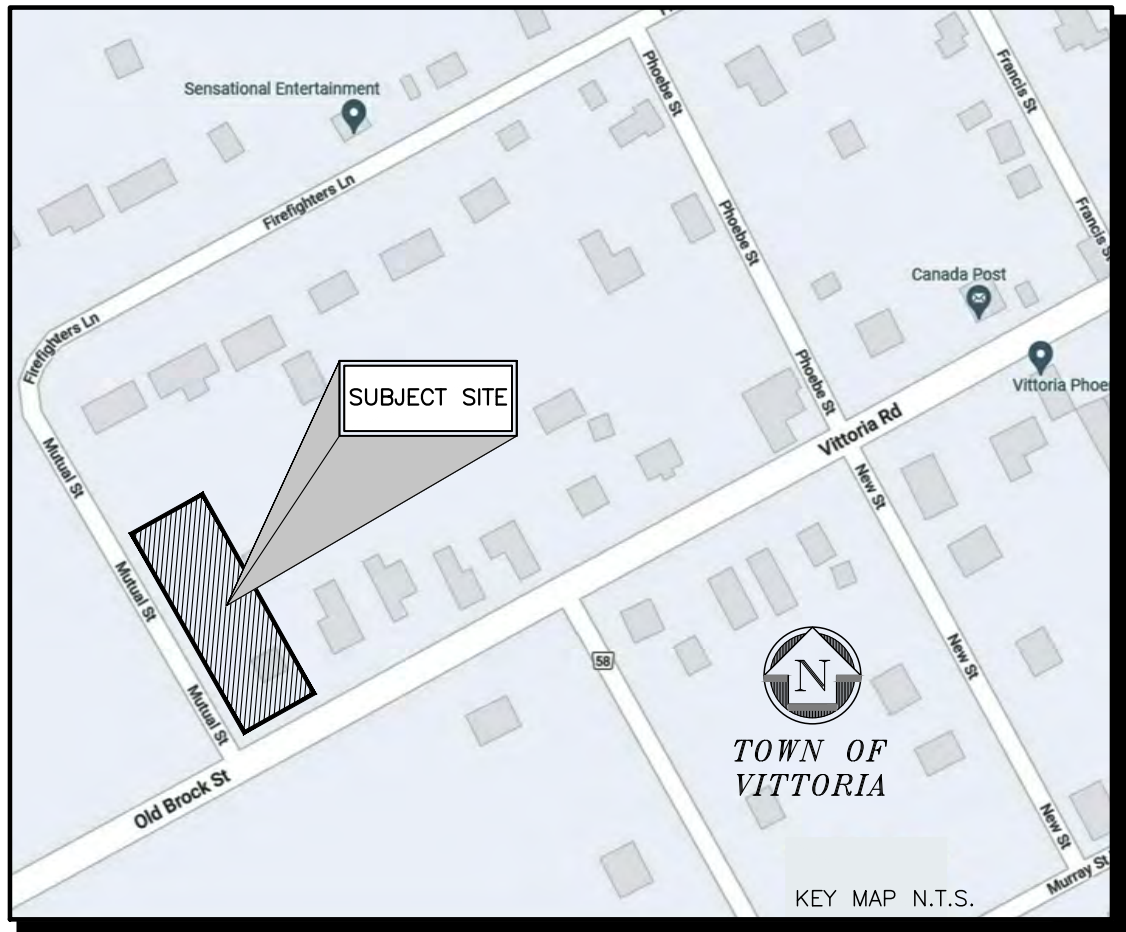 Sensational Entertainment
Phoebe St
Francis St
Firefighters Ln
Phoebe St
Francis St
Canada Post
Firefighters Ln
Phoebe St
Vittoria Rd
SUBJECT SITE
Mutual St
New St
Mutual St
58
N
New St
Mutual St
TOWN OF
VITTORIA
Old Brock St
New St
Murray St
KEY MAP N.T.S.